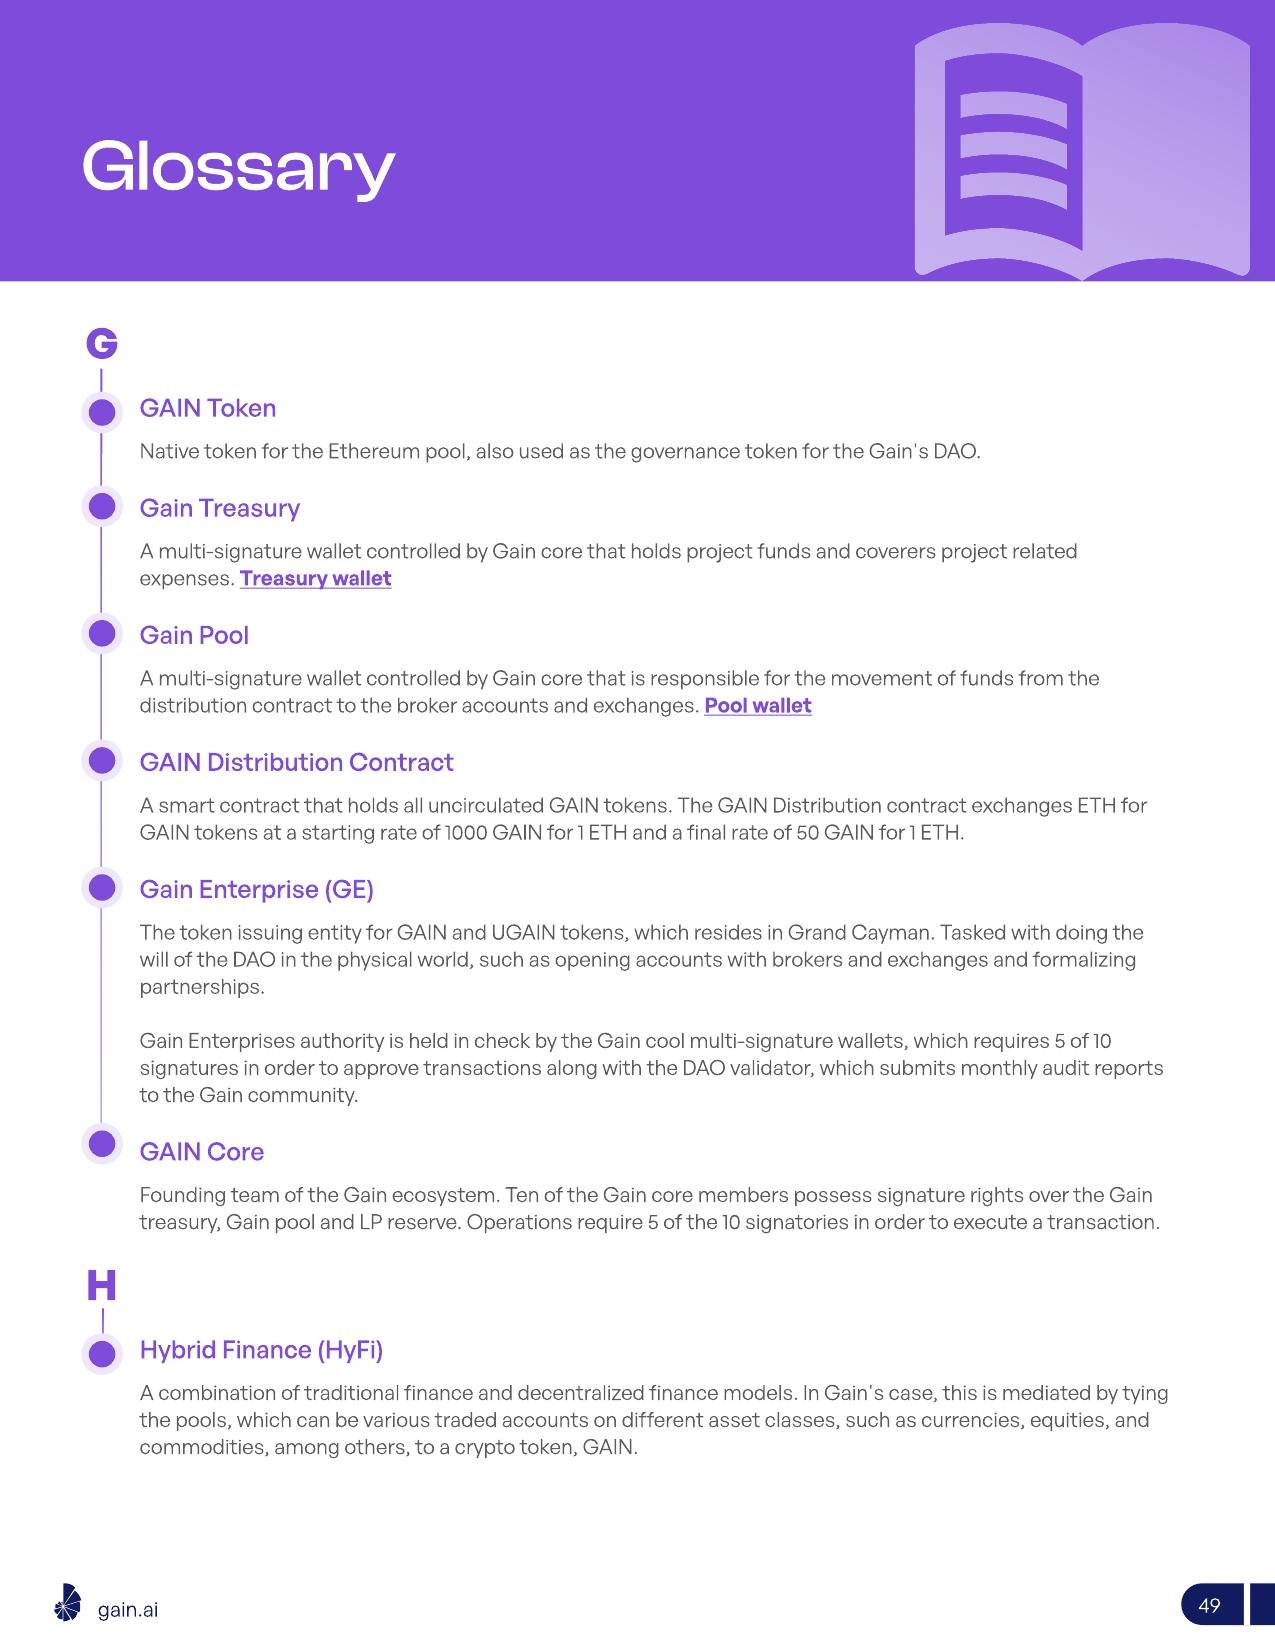 Glossary
G
GAIN Token
Native token for the Ethereum pool, also used as the governance token for the Gain's DAO.
Gain Treasury
A multi-signature wallet controlled by Gain core that holds project funds and coverers project related
expenses. Treasury wallet
Gain Pool
A multi-signature wallet controlled by Gain core that is responsible for the movement of funds from the
distribution contract to the broker accounts and exchanges. Pool wallet
GAIN Distribution Contract
A smart contract that holds all uncirculated GAIN tokens. The GAIN Distribution contract exchanges ETH for
GAIN tokens at a starting rate of 1000 GAIN for 1 ETH and a final rate of 50 GAIN for 1 ETH.
Gain Enterprise (GE)
The token issuing entity for GAIN and UGAIN tokens, which resides in Grand Cayman. Tasked with doing the
will of the DAO in the physical world, such as opening accounts with brokers and exchanges and formalizing
partnerships.
Gain Enterprises authority is held in check by the Gain cool multi-signature wallets, which requires 5 of 10
signatures in order to approve transactions along with the DAO validator, which submits monthly audit reports
to the Gain community.
GAIN Core
Founding team of the Gain ecosystem. Ten of the Gain core members possess signature rights over the Gain
treasury, Gain pool and LP reserve. Operations require 5 of the 10 signatories in order to execute a transaction.
H
Hybrid Finance (HyFi)
A combination of traditional finance and decentralized finance models. In Gain's case, this is mediated by tying
the pools, which can be various traded accounts on different asset classes, such as currencies, equities, and
commodities, among others, to a crypto token, GAIN.
gain.ai
49